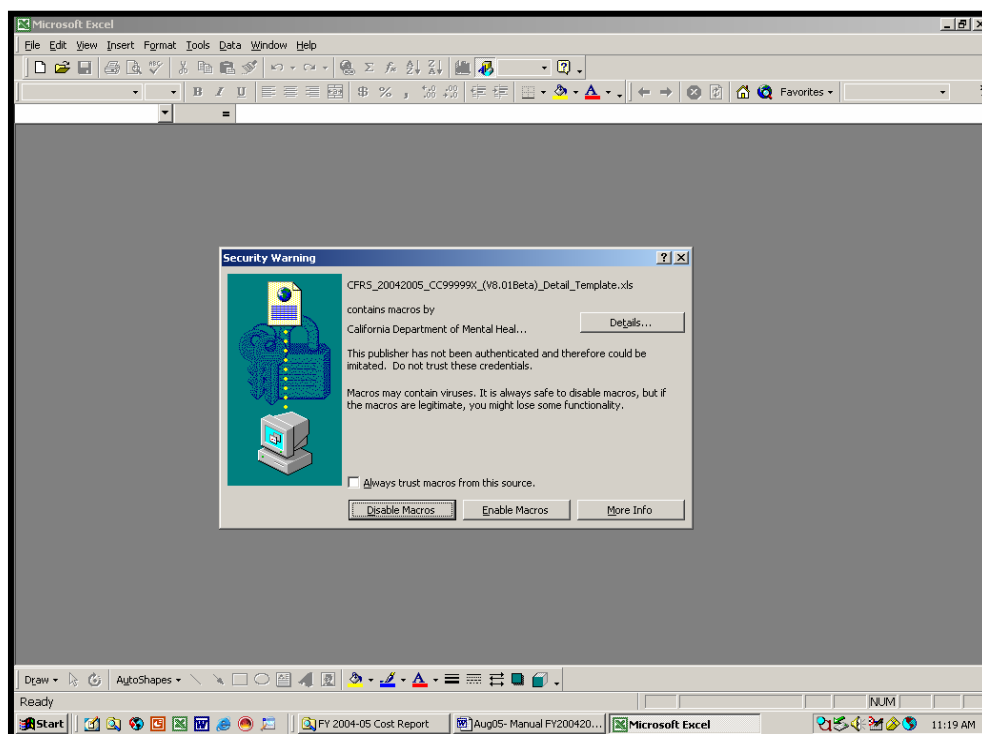 Microsoft Excel
File Edit View Insert Format Tools Data Window Help
B I U $ % , Favorites
=
Security Warning
CFRS_20042005_CC99999X_(V8.01Beta)_Detail_Template.xls
contains macros by
California Department of Mental Heal...
Details...
This publisher has not been authenticated and therefore could be
imitated. Do not trust these credentials.
Macros may contain viruses. It is always safe to disable macros, but if
the macros are legitimate, you might lose some functionality.
Always trust macros from this source.
Disable Macros Enable Macros More Info
Draw AutoShapes A
Ready NUM
Start FY 2004-05 Cost Report Aug05- Manual FY200420... Microsoft Excel 11:19 AM